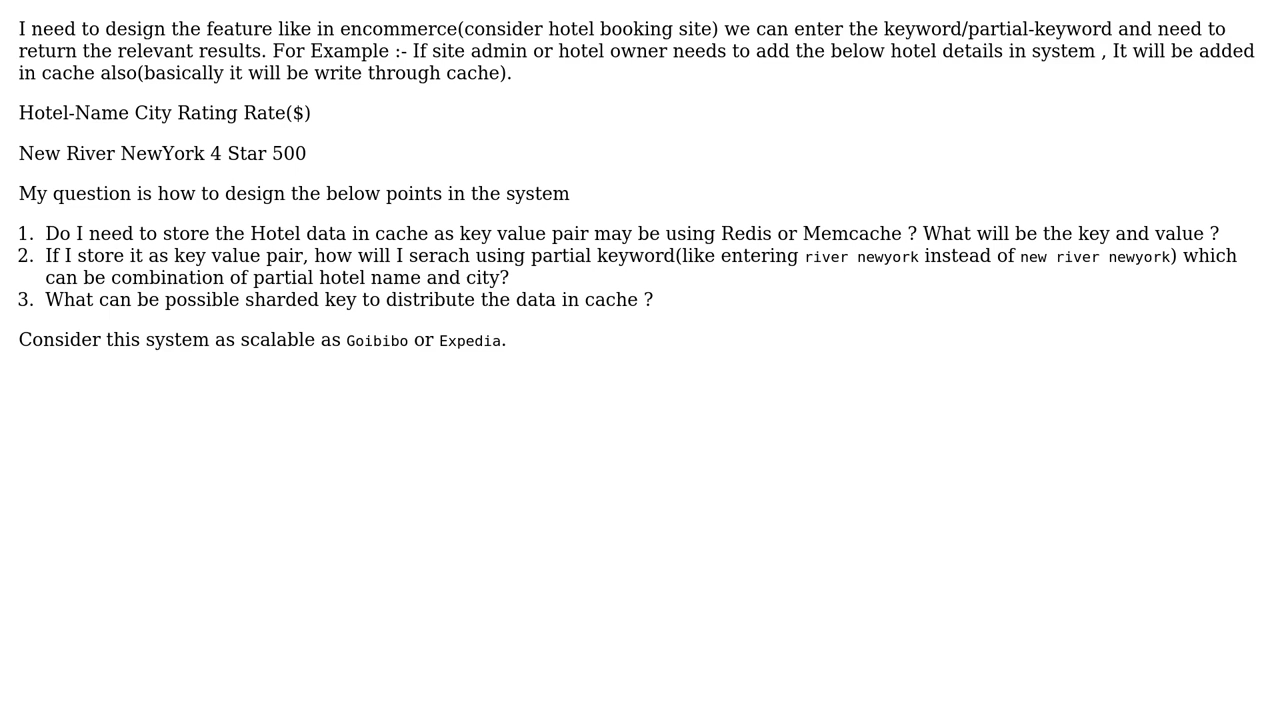 I need to design the feature like in encommerce(consider hotel booking site) we can enter the keyword/partial-keyword and need to
return the relevant results. For Example :- If site admin or hotel owner needs to add the below hotel details in system , It will be added
in cache also(basically it will be write through cache).
Hotel-Name City Rating Rate($)
New River NewYork 4 Star 500
My question is how to design the below points in the system
1. Do I need to store the Hotel data in cache as key value pair may be using Redis or Memcache ? What will be the key and value ?
2. If I store it as key value pair, how will I serach using partial keyword(like entering river newyork instead of new river newyork) which
can be combination of partial hotel name and city?
3. What can be possible sharded key to distribute the data in cache ?
Consider this system as scalable as Goibibo or Expedia.